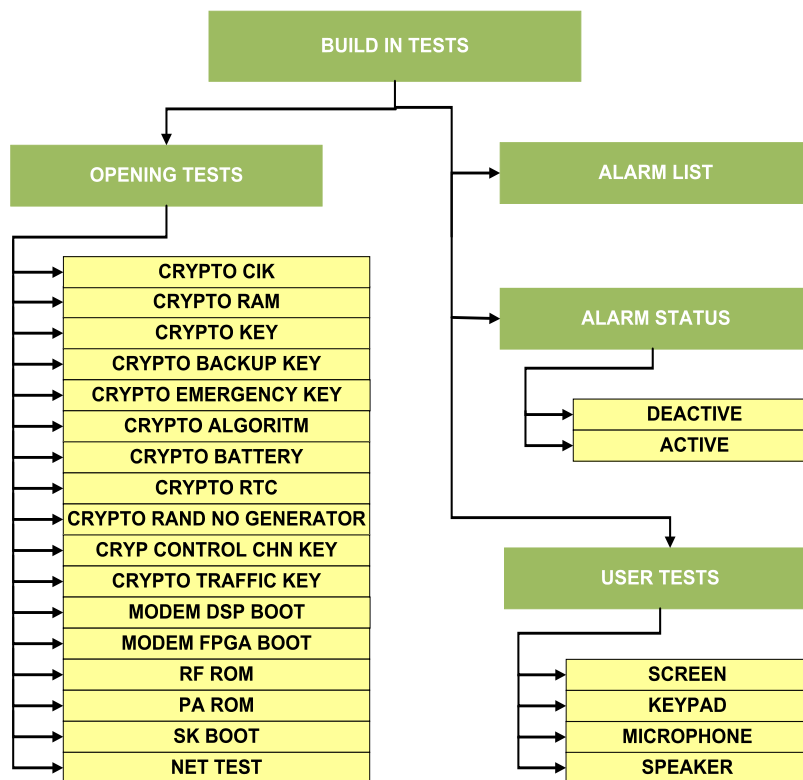 BUILD IN TESTS
OPENING TESTS
CRYPTO CIK
CRYPTO RAM
CRYPTO KEY
CRYPTO BACKUP KEY
CRYPTO EMERGENCY KEY
CRYPTO ALGORITM
CRYPTO BATTERY
CRYPTO RTC
CRYPTO RAND NO GENERATOR
CRYP CONTROL CHN KEY
CRYPTO TRAFFIC KEY
MODEM DSP BOOT
MODEM FPGA BOOT
RF ROM
PA ROM
SK BOOT
NET TEST
ALARM LIST
ALARM STATUS
DEACTIVE
ACTIVE
USER TESTS
SCREEN
KEYPAD
MICROPHONE
SPEAKER